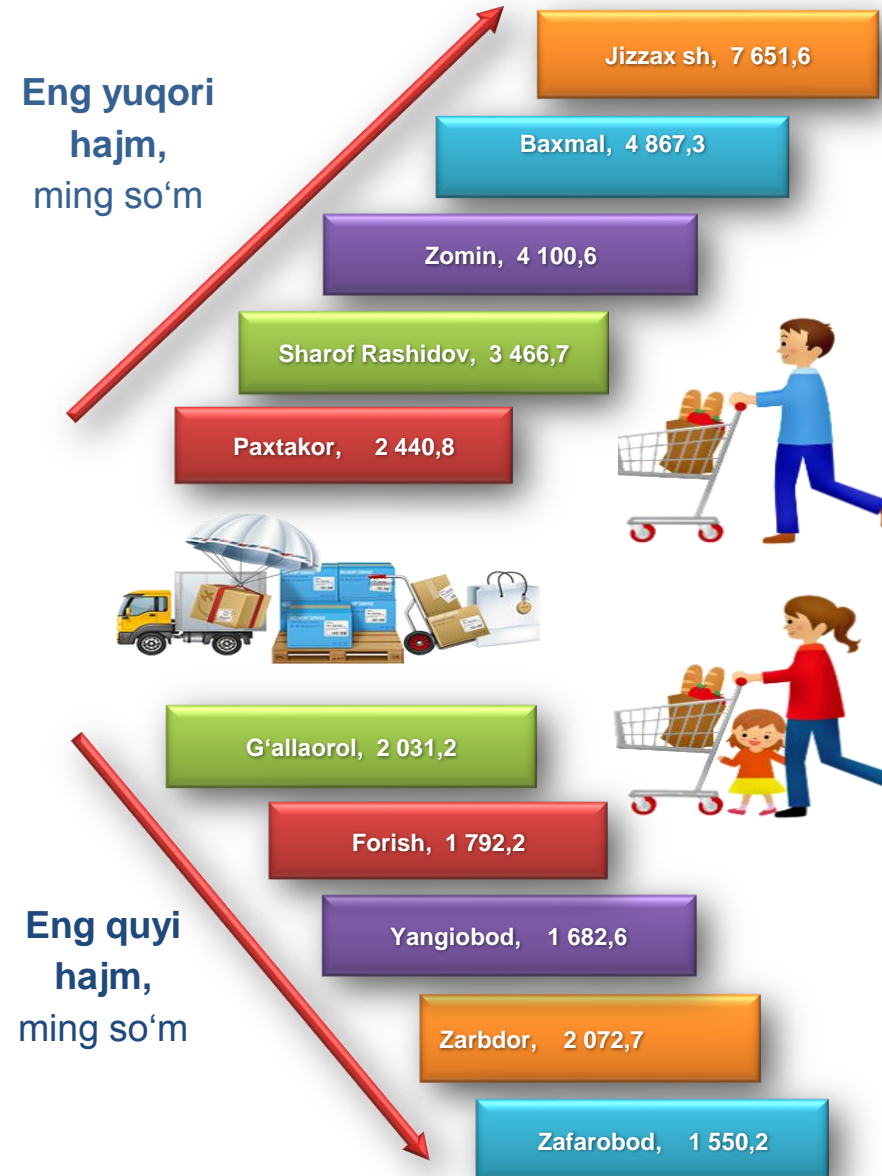 Eng yuqori
hajm,
ming so‘m
Jizzax sh, 7 651,6
Baxmal, 4 867,3
Zomin, 4 100,6
Sharof Rashidov, 3 466,7
Paxtakor, 2 440,8
Eng quyi
hajm,
ming so‘m
G‘allaorol, 2 031,2
Forish, 1 792,2
Yangiobod, 1 682,6
Zarbdor, 2 072,7
Zafarobod, 1 550,2